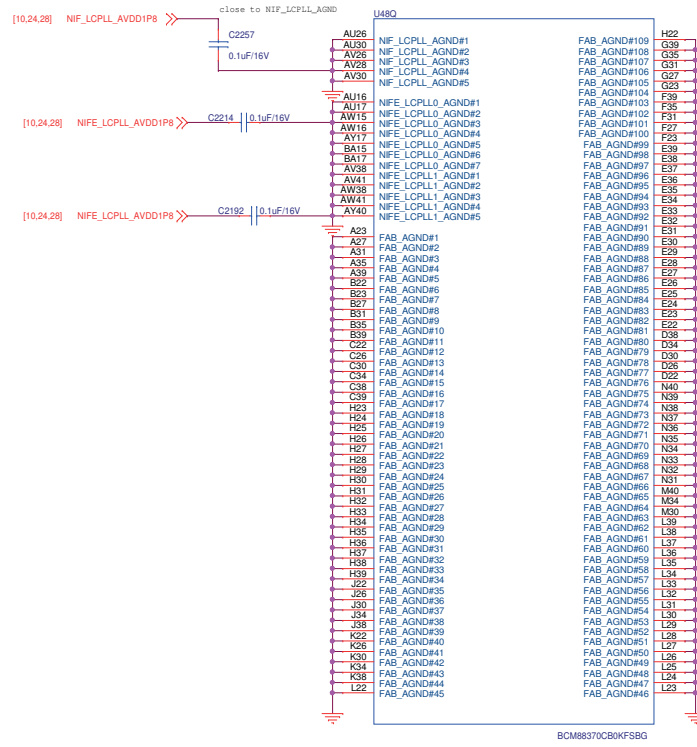 close to NIF_LCPLL_AGND
[10,24,28] NIF_LCPLL_AVDD1P8
C2257
0.1uF/16V
[10,24,28] NIFE_LCPLL_AVDD1P8
C2214 0.1uF/16V
[10,24,28] NIFE_LCPLL_AVDD1P8
C2192 0.1uF/16V
U48Q
AU26 NIF_LCPLL_AGND#1
AU30 NIF_LCPLL_AGND#2
AV26 NIF_LCPLL_AGND#3
AV28 NIF_LCPLL_AGND#4
AV30 NIF_LCPLL_AGND#5
AU16 NIFE_LCPLL0_AGND#1
AU17 NIFE_LCPLL0_AGND#2
AW15 NIFE_LCPLL0_AGND#3
AW16 NIFE_LCPLL0_AGND#4
AY17 NIFE_LCPLL0_AGND#5
BA15 NIFE_LCPLL0_AGND#6
BA17 NIFE_LCPLL0_AGND#7
AV38 NIFE_LCPLL1_AGND#1
AV41 NIFE_LCPLL1_AGND#2
AW38 NIFE_LCPLL1_AGND#3
AW41 NIFE_LCPLL1_AGND#4
AY40 NIFE_LCPLL1_AGND#5
A23 FAB_AGND#1
A27 FAB_AGND#2
A31 FAB_AGND#3
A35 FAB_AGND#4
A39 FAB_AGND#5
B22 FAB_AGND#6
B23 FAB_AGND#7
B27 FAB_AGND#8
B31 FAB_AGND#9
B35 FAB_AGND#10
B39 FAB_AGND#11
C22 FAB_AGND#12
C26 FAB_AGND#13
C30 FAB_AGND#14
C34 FAB_AGND#15
C38 FAB_AGND#16
C39 FAB_AGND#17
H23 FAB_AGND#18
H24 FAB_AGND#19
H25 FAB_AGND#20
H26 FAB_AGND#21
H27 FAB_AGND#22
H28 FAB_AGND#23
H29 FAB_AGND#24
H30 FAB_AGND#25
H31 FAB_AGND#26
H32 FAB_AGND#27
H33 FAB_AGND#28
H34 FAB_AGND#29
H35 FAB_AGND#30
H36 FAB_AGND#31
H37 FAB_AGND#32
H38 FAB_AGND#33
H39 FAB_AGND#34
J22 FAB_AGND#35
J26 FAB_AGND#36
J30 FAB_AGND#37
J34 FAB_AGND#38
J38 FAB_AGND#39
K22 FAB_AGND#40
K26 FAB_AGND#41
K30 FAB_AGND#42
K34 FAB_AGND#43
K38 FAB_AGND#44
L22 FAB_AGND#45
FAB_AGND#109 H22
FAB_AGND#108 G39
FAB_AGND#107 G35
FAB_AGND#106 G31
FAB_AGND#105 G27
FAB_AGND#104 G23
FAB_AGND#103 F39
FAB_AGND#102 F35
FAB_AGND#101 F31
FAB_AGND#100 F27
FAB_AGND#99 F23
FAB_AGND#98 E39
FAB_AGND#97 E38
FAB_AGND#96 E37
FAB_AGND#95 E36
FAB_AGND#94 E35
FAB_AGND#93 E34
FAB_AGND#92 E33
FAB_AGND#91 E32
FAB_AGND#90 E31
FAB_AGND#89 E30
FAB_AGND#88 E29
FAB_AGND#87 E28
FAB_AGND#86 E27
FAB_AGND#85 E26
FAB_AGND#84 E25
FAB_AGND#83 E24
FAB_AGND#82 E23
FAB_AGND#81 E22
FAB_AGND#80 D38
FAB_AGND#79 D34
FAB_AGND#78 D30
FAB_AGND#77 D26
FAB_AGND#76 D22
FAB_AGND#75 N40
FAB_AGND#74 N39
FAB_AGND#73 N38
FAB_AGND#72 N37
FAB_AGND#71 N36
FAB_AGND#70 N35
FAB_AGND#69 N34
FAB_AGND#68 N33
FAB_AGND#67 N32
FAB_AGND#66 N31
FAB_AGND#65 M40
FAB_AGND#64 M34
FAB_AGND#63 M30
FAB_AGND#62 L39
FAB_AGND#61 L38
FAB_AGND#60 L37
FAB_AGND#59 L36
FAB_AGND#58 L35
FAB_AGND#57 L34
FAB_AGND#56 L33
FAB_AGND#55 L32
FAB_AGND#54 L31
FAB_AGND#53 L30
FAB_AGND#52 L29
FAB_AGND#51 L28
FAB_AGND#50 L27
FAB_AGND#49 L26
FAB_AGND#48 L25
FAB_AGND#47 L24
FAB_AGND#46 L23
BCM88370CB0KFSBG